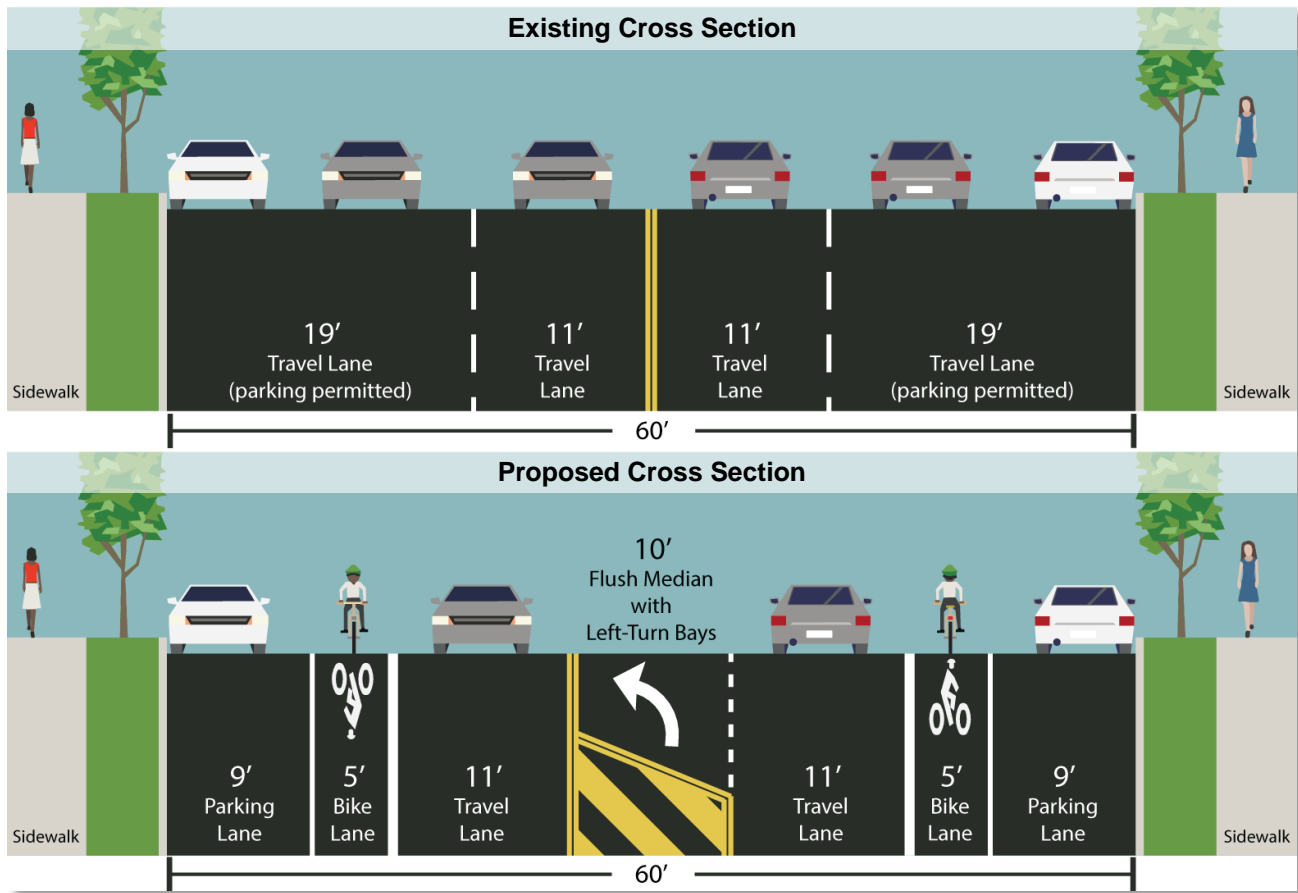 Existing Cross Section
19’
Travel Lane
(parking permitted)
11’
Travel
Lane
11’
Travel
Lane
19’
Travel Lane
(parking permitted)
Sidewalk
Sidewalk
60’
Proposed Cross Section
10’
Flush Median
with
Left-Turn Bays
9’
Parking
Lane
5’
Bike
Lane
11’
Travel
Lane
11’
Travel
Lane
5’
Bike
Lane
9’
Parking
Lane
Sidewalk
Sidewalk
60’